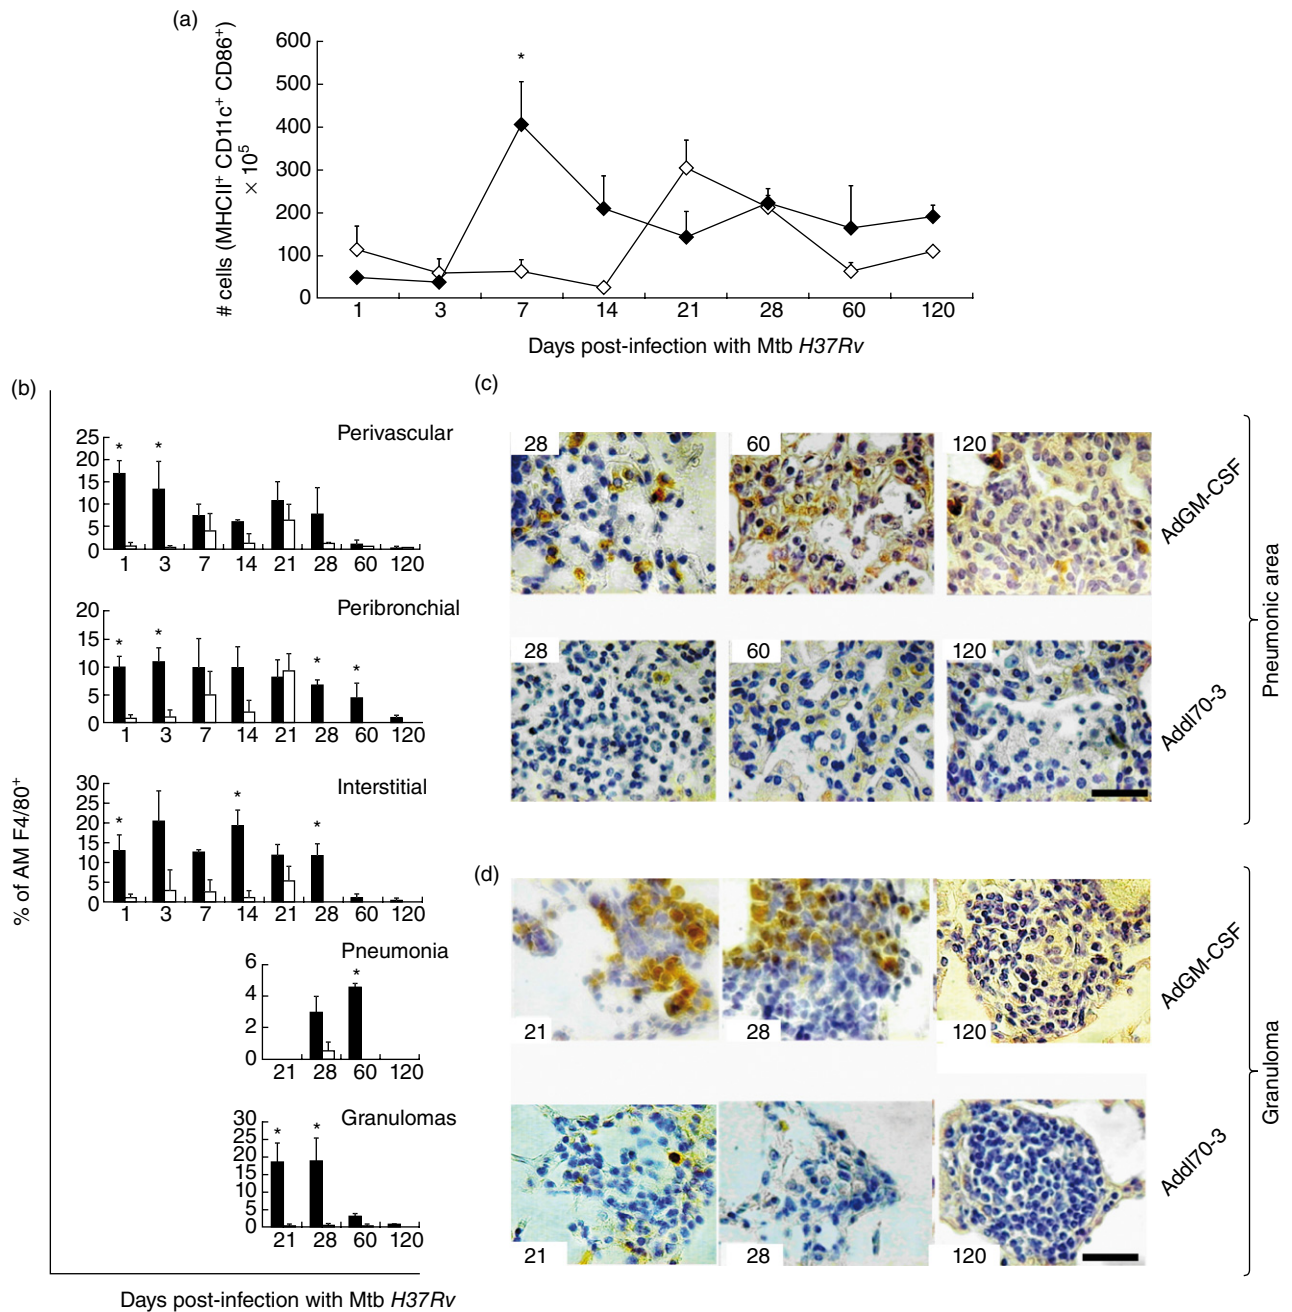 (a)
# cells (MHCII⁺ CD11c⁺ CD86⁺)
× 10⁵
600
500
400
300
200
100
0
*
1 3 7 14 21 28 60 120
Days post-infection with Mtb H37Rv
(b)
% of AM F4/80⁺
Perivascular
25
20
15
10
5
0
* *
1 3 7 14 21 28 60 120
Peribronchial
20
15
10
5
0
* * * *
1 3 7 14 21 28 60 120
Interstitial
30
25
20
15
10
5
0
* * *
1 3 7 14 21 28 60 120
Pneumonia
6
4
2
0
*
21 28 60 120
Granulomas
30
25
20
15
10
5
0
* *
21 28 60 120
Days post-infection with Mtb H37Rv
(c)
28 60 120
AdGM-CSF
28 60 120
Addl70-3
Pneumonic area
(d)
21 28 120
AdGM-CSF
21 28 120
Addl70-3
Granuloma